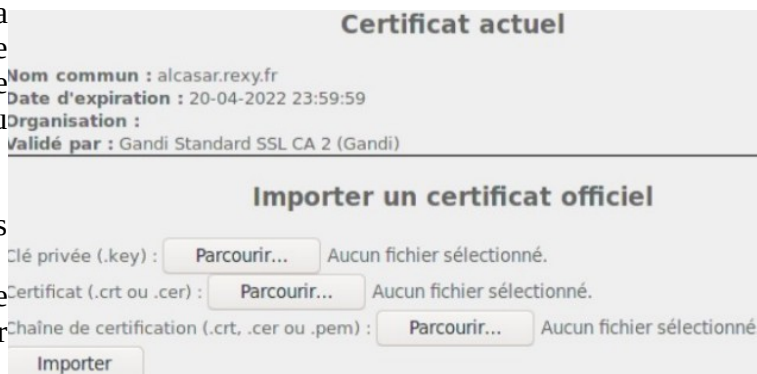 Certificat actuel
Nom commun : alcasar.rexy.fr
Date d'expiration : 20-04-2022 23:59:59
Organisation :
Validé par : Gandi Standard SSL CA 2 (Gandi)
Importer un certificat officiel
Clé privée (.key) : Parcourir... Aucun fichier sélectionné.
Certificat (.crt ou .cer) : Parcourir... Aucun fichier sélectionné.
Chaîne de certification (.crt, .cer ou .pem) : Parcourir... Aucun fichier sélectionné
Importer